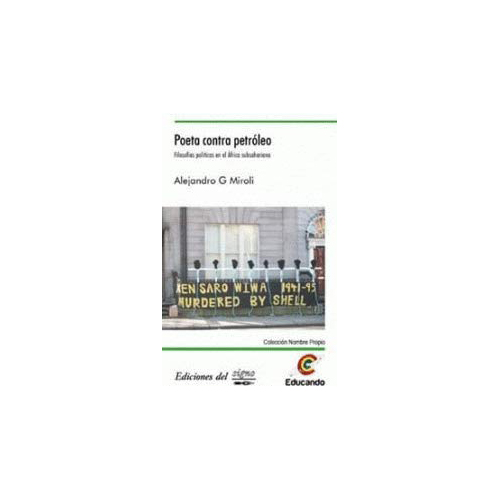 Poeta contra petróleo
Filosofías políticas en el África subsahariana
Alejandro G Miroli
KEN SARO WIWA 1941-95
MURDERED BY SHELL
Colección Nombre Propio
Ediciones del signo
Educando